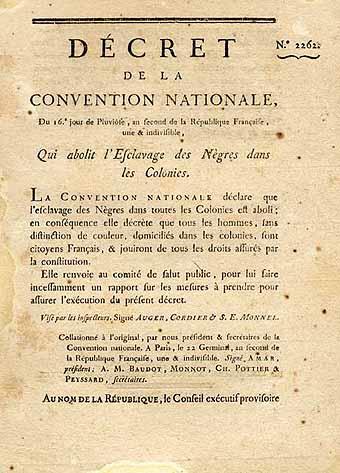 DÉCRET
N.º 2262.
DE LA
CONVENTION NATIONALE,
Du 16.e jour de Pluviôse, an second de la République Française,
une & indivisible,
Qui abolit l'Eſclavage des Nègres dans
les Colonies.
LA CONVENTION NATIONALE déclare que
l'eſclavage des Nègres dans toutes les Colonies eſt aboli;
en conſéquence elle décrète que tous les hommes, ſans
diſtinction de couleur, domiciliés dans les colonies, ſont
citoyens Français, & jouiront de tous les droits aſſurés par
la conſtitution.
Elle renvoie au comité de ſalut public, pour lui faire
inceſſamment un rapport ſur les meſures à prendre pour
aſſurer l'exécution du préſent décret.
Viſé par les inſpecteurs. Signé AUGER, CORDIER & S. E. MONNEL.
Collationné à l'original, par nous préſident & ſecrétaires de la
Convention nationale. A Paris, le 22 Germinal, an ſecond de
la République Françaiſe, une & indiviſible. Signé, AMAR,
préſident; A. M. BAUDOT, MONNOT, CH. POTTIER &
PEYSSARD, ſecrétaires.
AU NOM DE LA RÉPUBLIQUE, le Conſeil exécutif proviſoire